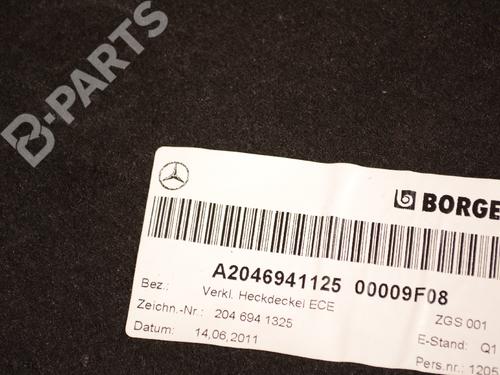 B-PARTS
BORGE
A2046941125 00009F08
Bez.: Verkl. Heckdeckel ECE
ZGS 001
Zeichn.-Nr.: 204 694 1325
E-Stand: Q1
Datum: 14,06,2011
Pers.nr.: 1205